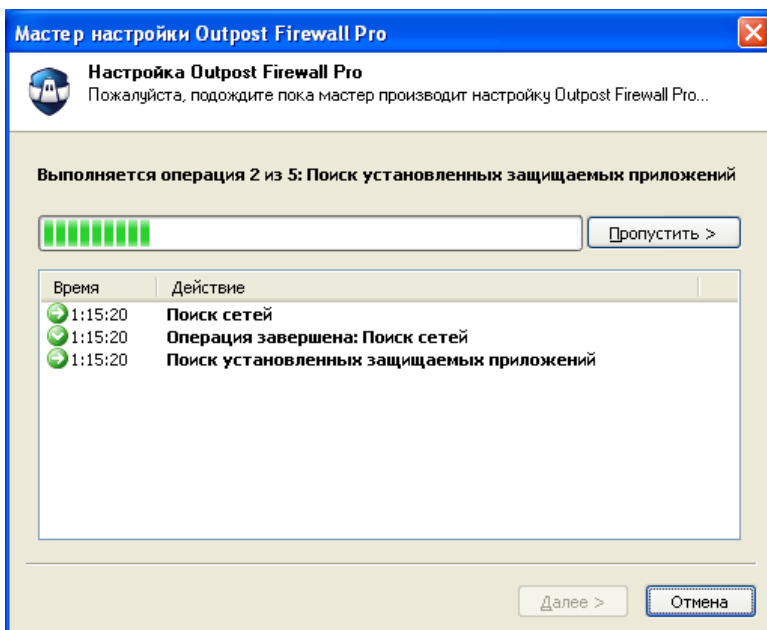 Мастер настройки Outpost Firewall Pro
Настройка Outpost Firewall Pro
Пожалуйста, подождите пока мастер производит настройку Outpost Firewall Pro...
Выполняется операция 2 из 5: Поиск установленных защищаемых приложений
Пропустить >
Время Действие
1:15:20 Поиск сетей
1:15:20 Операция завершена: Поиск сетей
1:15:20 Поиск установленных защищаемых приложений
Далее > Отмена